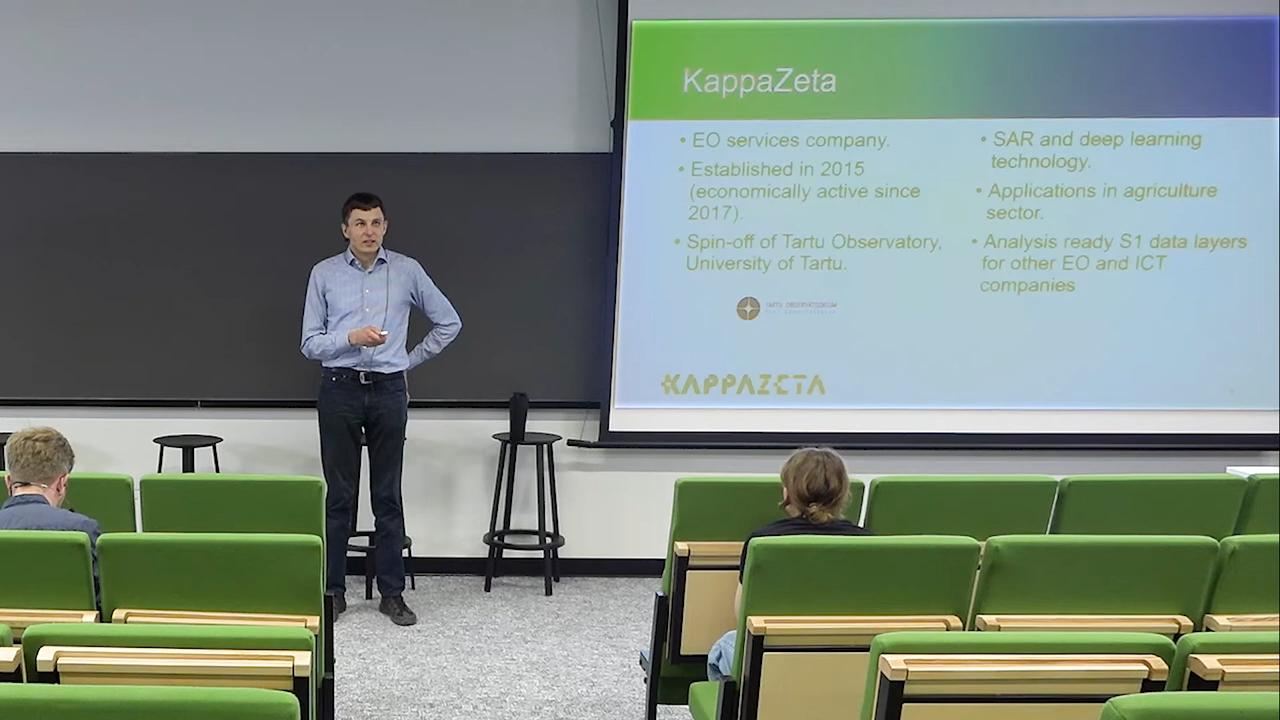 KappaZeta
• EO services company.
• Established in 2015
(economically active since
2017).
• Spin-off of Tartu Observatory,
University of Tartu.
• SAR and deep learning
technology.
• Applications in agriculture
sector.
• Analysis ready S1 data layers
for other EO and ICT
companies
TARTU OBSERVATOORIUM
KAPPAZETA